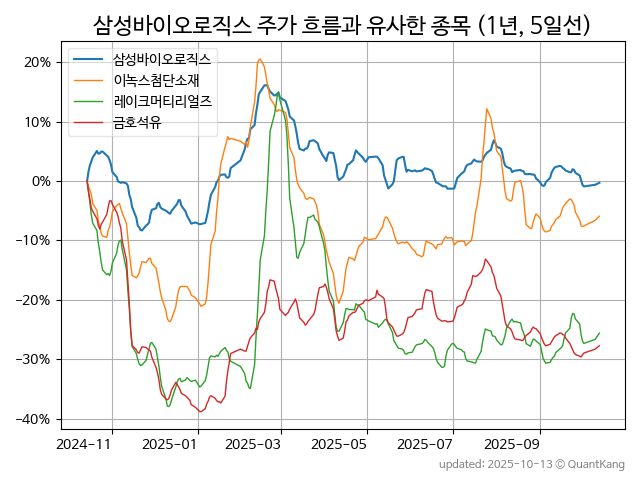 삼성바이오로직스 주가 흐름과 유사한 종목 (1년, 5일선)
삼성바이오로직스
이녹스첨단소재
레이크머티리얼즈
금호석유
20%
10%
0%
−10%
−20%
−30%
−40%
2024-11
2025-01
2025-03
2025-05
2025-07
2025-09
updated: 2025-10-13 © QuantKang